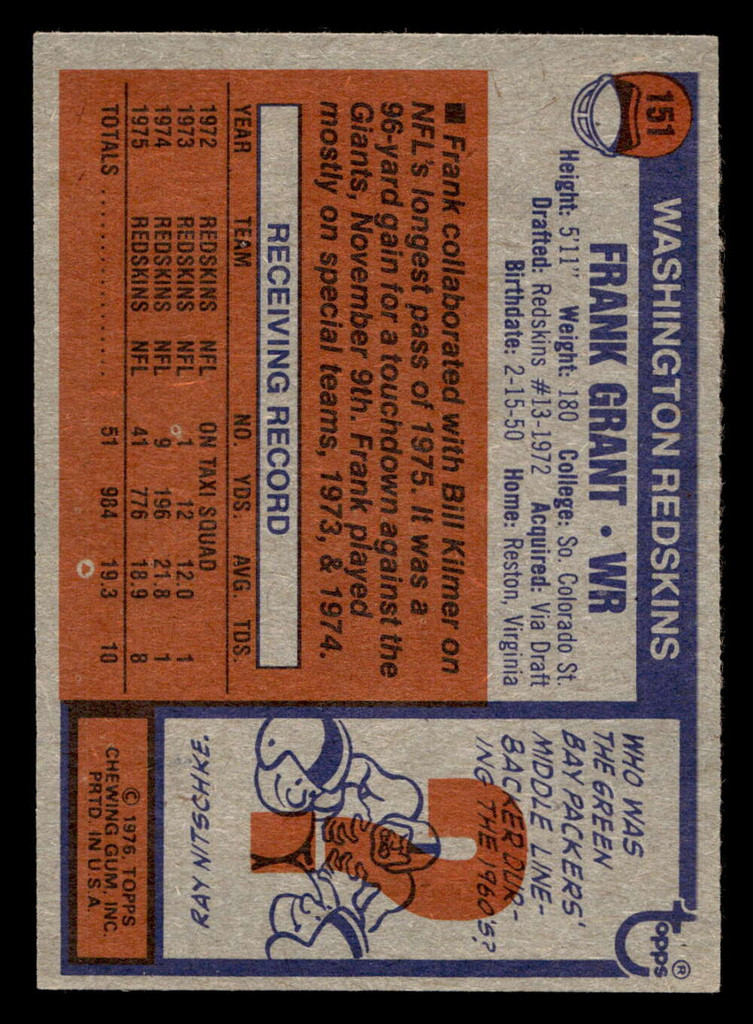 151
WASHINGTON REDSKINS
FRANK GRANT • WR
Height: 5'11" Weight: 180 College: So. Colorado St.
Drafted: Redskins #13-1972 Acquired: Via Draft
Birthdate: 2-15-50 Home: Reston, Virginia
■ Frank collaborated with Bill Kilmer on
NFL's longest pass of 1975. It was a
96-yard gain for a touchdown against the
Giants, November 9th. Frank played
mostly on special teams, 1973, & 1974.
RECEIVING RECORD
YEAR TEAM NO. YDS. AVG TDS.
1972 REDSKINS NFL ON TAXI SQUAD
1973 REDSKINS NFL 1 12 12.0 1
1974 REDSKINS NFL 9 196 21.8 1
1975 REDSKINS NFL 41 776 18.9 8
TOTALS .................. 51 984 19.3 10
topps®
WHO WAS
THE GREEN
BAY PACKERS'
MIDDLE LINE-
BACKER DUR-
ING THE 1960'S?
RAY NITSCHKE.
© 1976, TOPPS
CHEWING GUM, INC.
PRTD. IN U.S.A.